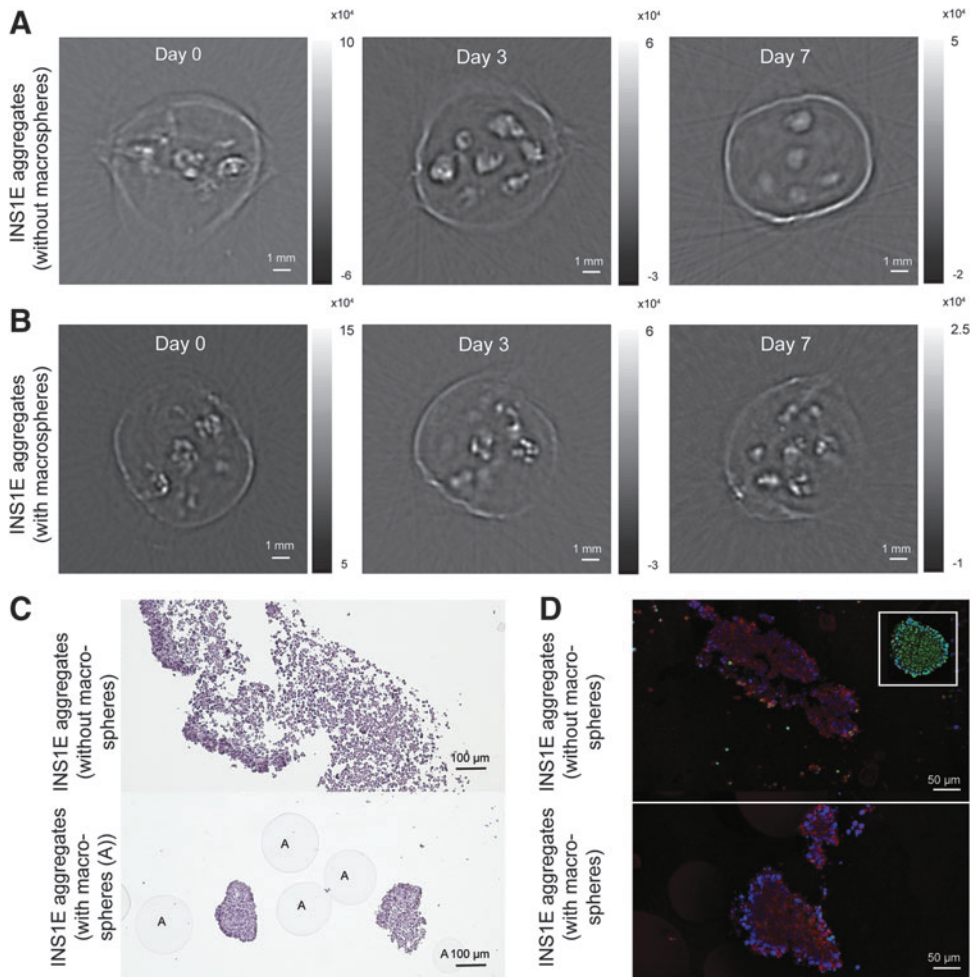 A
INS1E aggregates
(without macrospheres)
Day 0
1 mm
x10⁴
10
-6
Day 3
1 mm
x10⁴
6
-3
Day 7
1 mm
x10⁴
5
-2
B
INS1E aggregates
(with macrospheres)
Day 0
1 mm
x10⁴
15
5
Day 3
1 mm
x10⁴
6
-3
Day 7
1 mm
x10⁴
2.5
-1
C
INS1E aggregates
(without macro-
spheres)
100 µm
INS1E aggregates
(with macro-
spheres (A))
A
A
A
A
A
100 µm
D
INS1E aggregates
(without macro-
spheres)
50 µm
INS1E aggregates
(with macro-
spheres)
50 µm